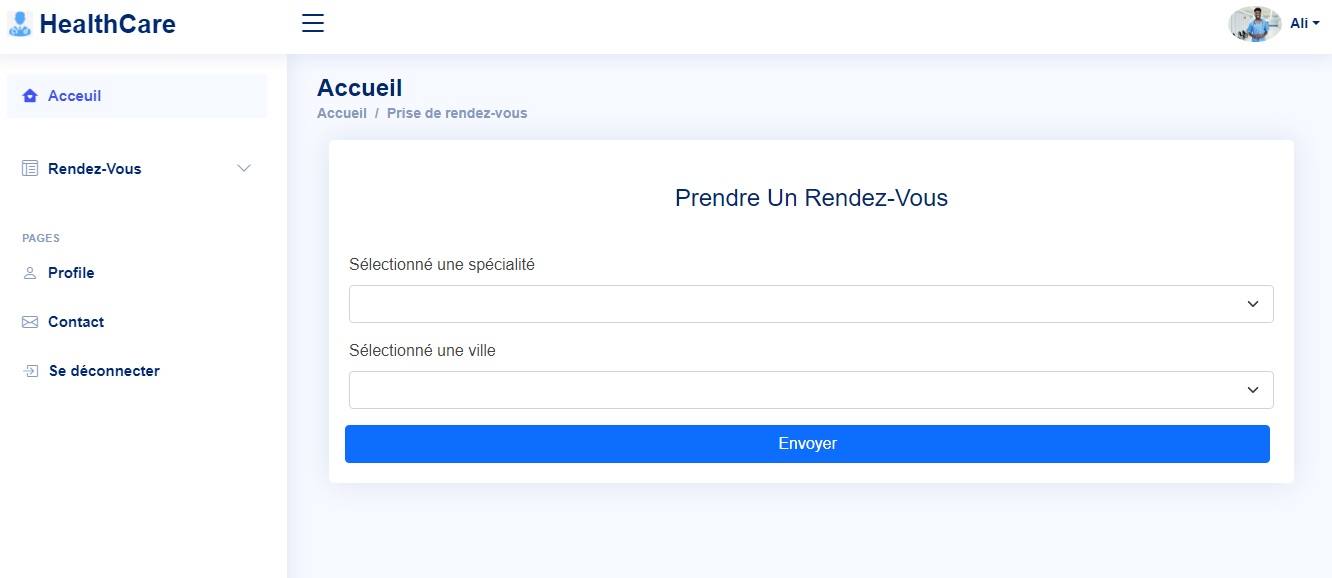 HealthCare
Ali
Acceuil
Rendez-Vous
PAGES
Profile
Contact
Se déconnecter
Accueil
Accueil / Prise de rendez-vous
Prendre Un Rendez-Vous
Sélectionné une spécialité
Sélectionné une ville
Envoyer